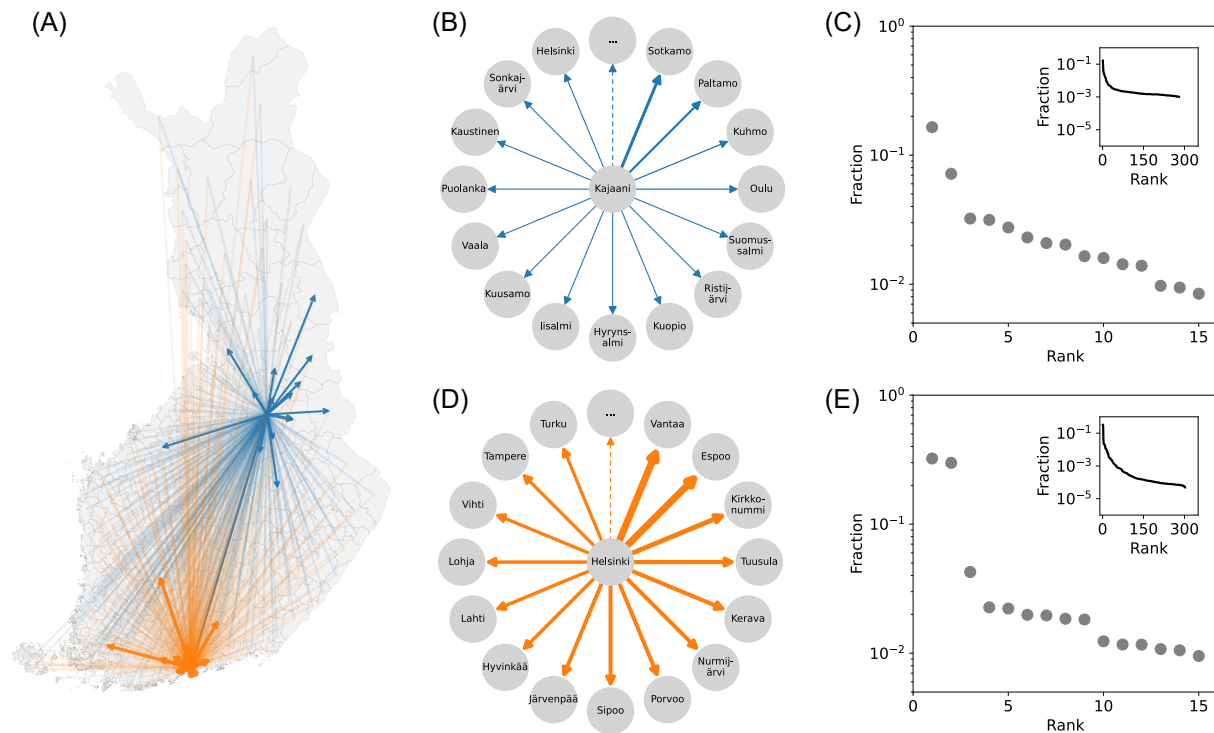 (A)
(B)
...
Helsinki
Sotkamo
Sonkaj-
ärvi
Paltamo
Kaustinen
Kuhmo
Puolanka
Kajaani
Oulu
Vaala
Suomus-
salmi
Kuusamo
Ristij-
ärvi
Iisalmi
Hyryns-
almi
Kuopio
(C)
10^0
10^-1
10^-2
Fraction
0
5
10
15
Rank
10^-1
10^-3
10^-5
Fraction
0
150
300
Rank
(D)
...
Turku
Vantaa
Tampere
Espoo
Vihti
Kirkko-
nummi
Lohja
Helsinki
Tuusula
Lahti
Kerava
Hyvinkää
Nurmij-
ärvi
Järvenpää
Sipoo
Porvoo
(E)
10^0
10^-1
10^-2
Fraction
0
5
10
15
Rank
10^-1
10^-3
10^-5
Fraction
0
150
300
Rank